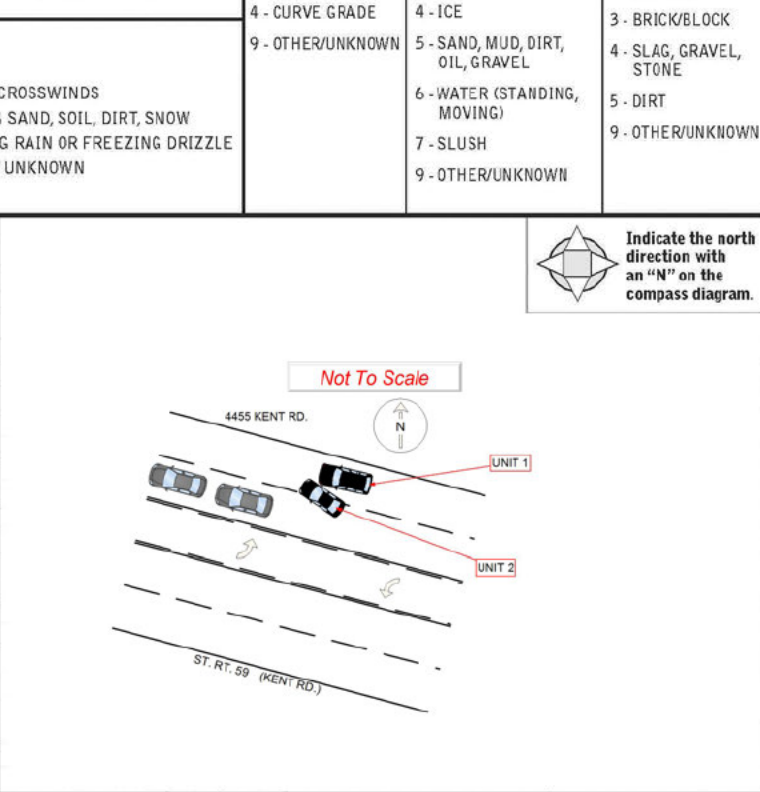 4 - CURVE GRADE
9 - OTHER/UNKNOWN
4 - ICE
5 - SAND, MUD, DIRT,
OIL, GRAVEL
6 - WATER (STANDING,
MOVING)
7 - SLUSH
9 - OTHER/UNKNOWN
3 - BRICK/BLOCK
4 - SLAG, GRAVEL,
STONE
5 - DIRT
9 - OTHER/UNKNOWN
CROSSWINDS
SAND, SOIL, DIRT, SNOW
G RAIN OR FREEZING DRIZZLE
UNKNOWN
Indicate the north
direction with
an “N” on the
compass diagram.
Not To Scale
4455 KENT RD.
N
UNIT 1
UNIT 2
ST. RT. 59 (KENT RD.)